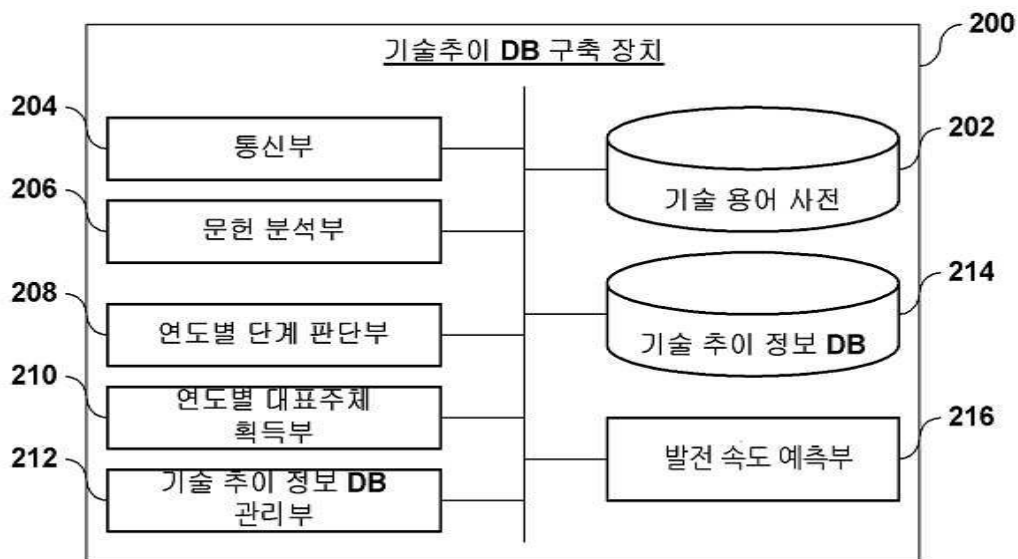 200
기술추이 DB 구축 장치
204
통신부
202
기술 용어 사전
206
문헌 분석부
214
기술 추이 정보 DB
208
연도별 단계 판단부
210
연도별 대표주체
획득부
216
발전 속도 예측부
212
기술 추이 정보 DB
관리부